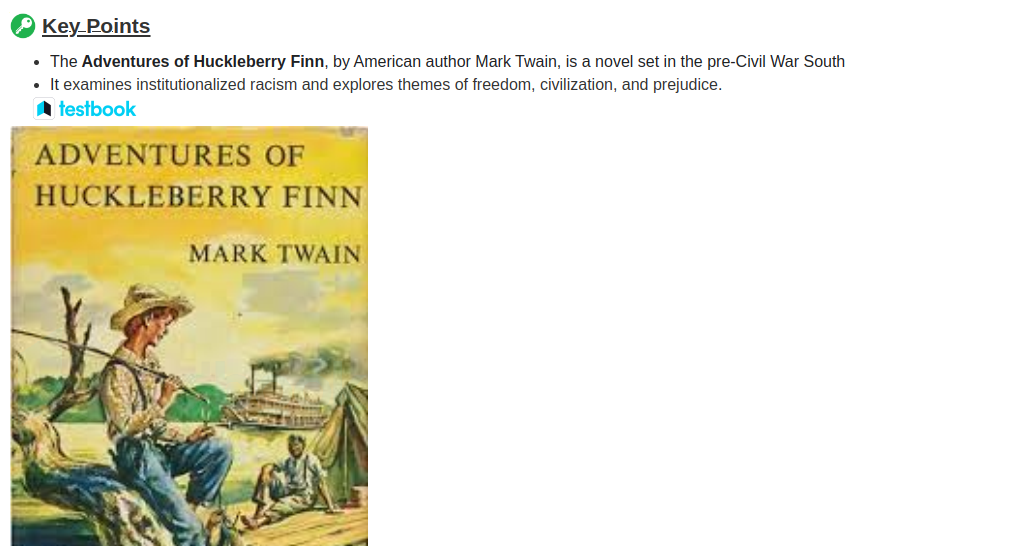 Key Points
The Adventures of Huckleberry Finn, by American author Mark Twain, is a novel set in the pre-Civil War South
It examines institutionalized racism and explores themes of freedom, civilization, and prejudice.
testbook
ADVENTURES OF
HUCKLEBERRY FINN
MARK TWAIN